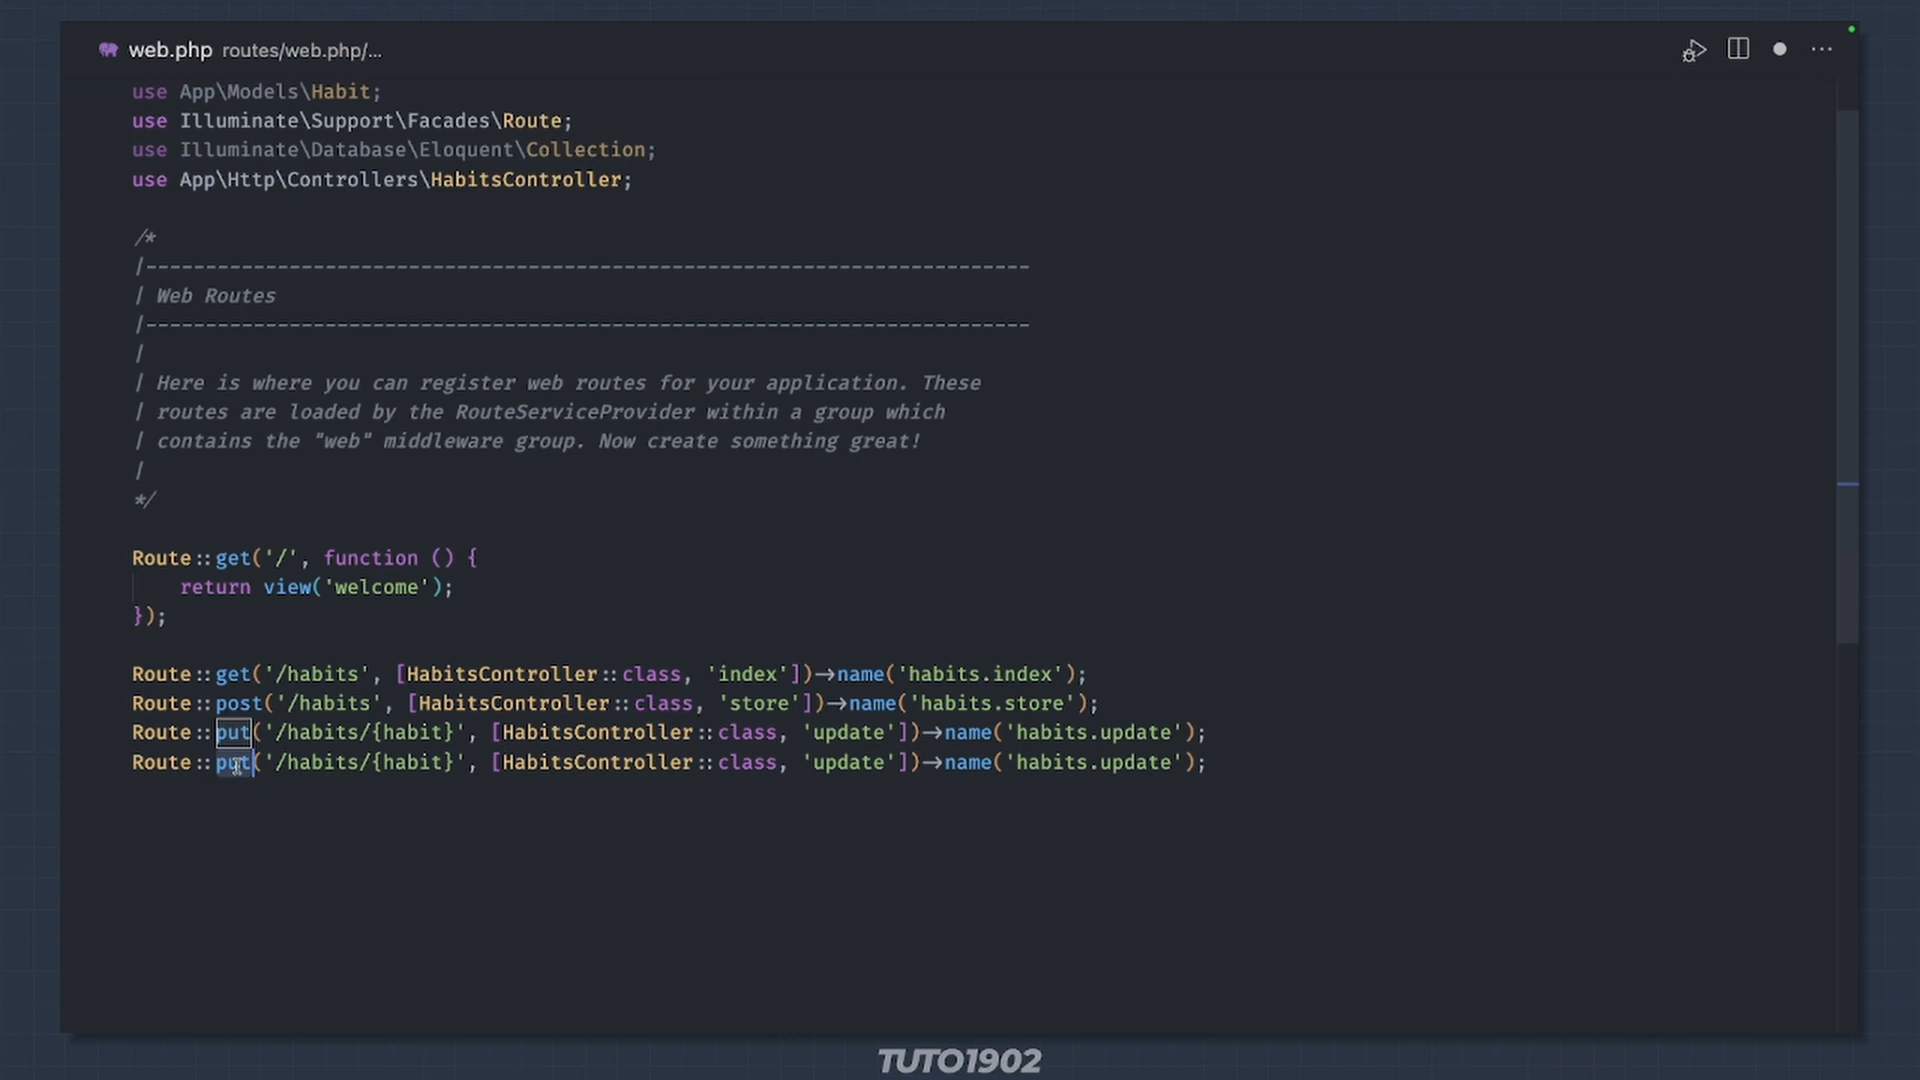 web.php routes/web.php/...
use App\Models\Habit;
use Illuminate\Support\Facades\Route;
use Illuminate\Database\Eloquent\Collection;
use App\Http\Controllers\HabitsController;
/*
|--------------------------------------------------------------------------
| Web Routes
|--------------------------------------------------------------------------
|
| Here is where you can register web routes for your application. These
| routes are loaded by the RouteServiceProvider within a group which
| contains the "web" middleware group. Now create something great!
|
*/
Route::get('/', function () {
    return view('welcome');
});
Route::get('/habits', [HabitsController::class, 'index'])->name('habits.index');
Route::post('/habits', [HabitsController::class, 'store'])->name('habits.store');
Route::put('/habits/{habit}', [HabitsController::class, 'update'])->name('habits.update');
Route::put('/habits/{habit}', [HabitsController::class, 'update'])->name('habits.update');
TUTO1902